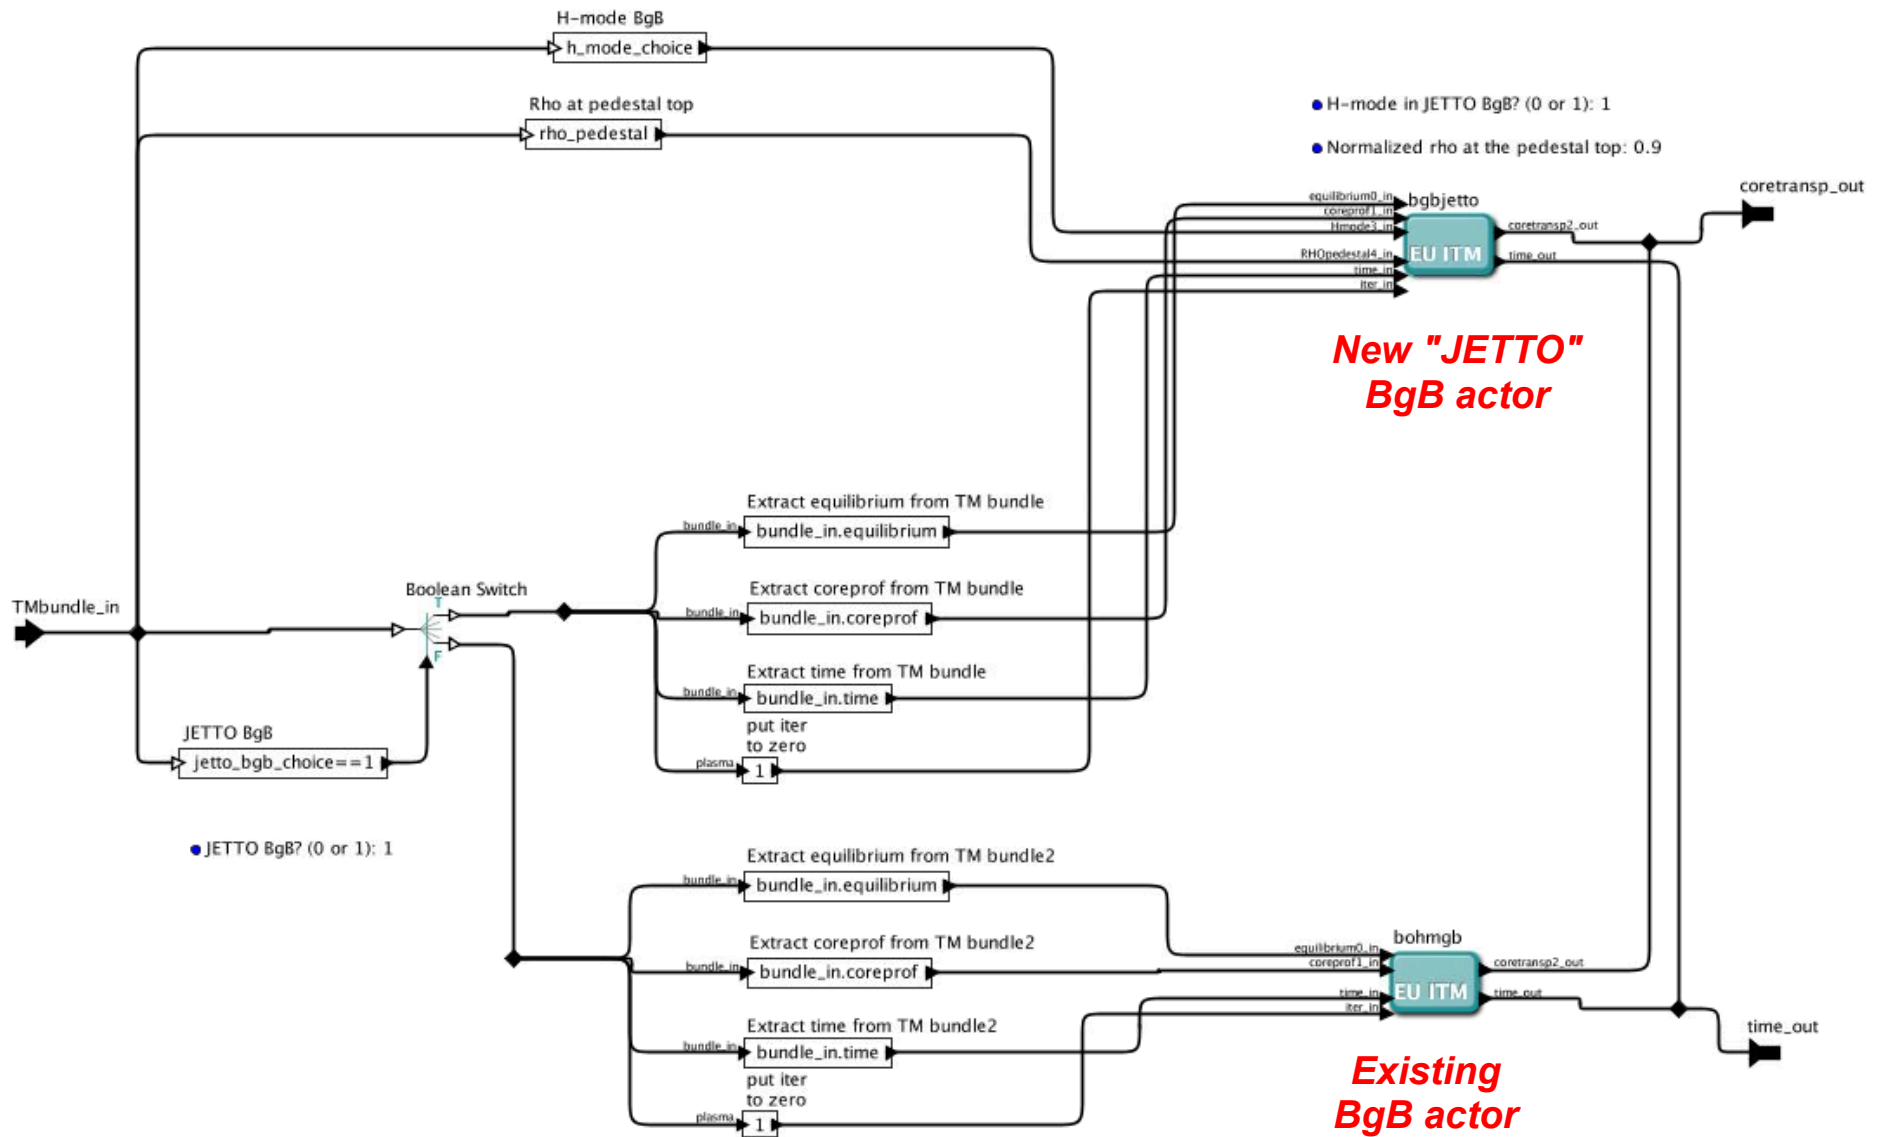 H-mode BgB
h_mode_choice
Rho at pedestal top
rho_pedestal
H-mode in JETTO BgB? (0 or 1): 1
Normalized rho at the pedestal top: 0.9
coretransp_out
equilibrium0_in
bgbjetto
coreprof1_in
Hmode3_in
coretransp2_out
EU ITM
RHOpedestal4_in
time_out
time_in
iter_in
New "JETTO"
BgB actor
Extract equilibrium from TM bundle
bundle_in
bundle_in.equilibrium
Boolean Switch
T
F
Extract coreprof from TM bundle
bundle_in
bundle_in.coreprof
TMbundle_in
Extract time from TM bundle
bundle_in
bundle_in.time
put iter
to zero
plasma
1
JETTO BgB
jetto_bgb_choice==1
JETTO BgB? (0 or 1): 1
Extract equilibrium from TM bundle2
bundle_in
bundle_in.equilibrium
Extract coreprof from TM bundle2
bundle_in
bundle_in.coreprof
bohmgb
equilibrium0_in
coreprof1_in
coretransp2_out
EU ITM
time_in
time_out
iter_in
Extract time from TM bundle2
bundle_in
bundle_in.time
put iter
to zero
plasma
1
time_out
Existing
BgB actor